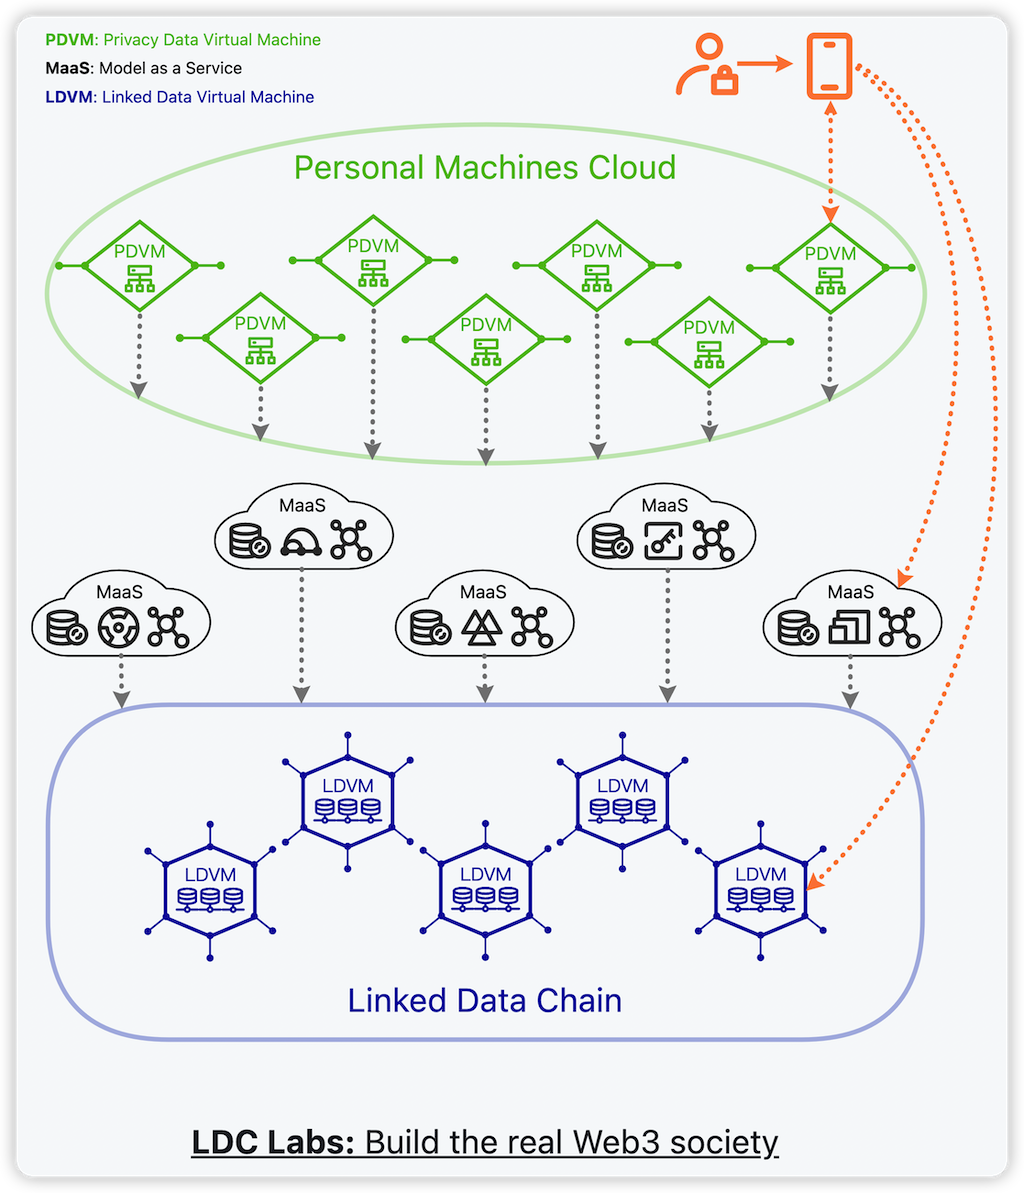 PDVM: Privacy Data Virtual Machine
MaaS: Model as a Service
LDVM: Linked Data Virtual Machine
Personal Machines Cloud
PDVM
PDVM
PDVM
PDVM
PDVM
PDVM
PDVM
MaaS
MaaS
MaaS
MaaS
MaaS
LDVM
LDVM
LDVM
LDVM
LDVM
Linked Data Chain
LDC Labs: Build the real Web3 society